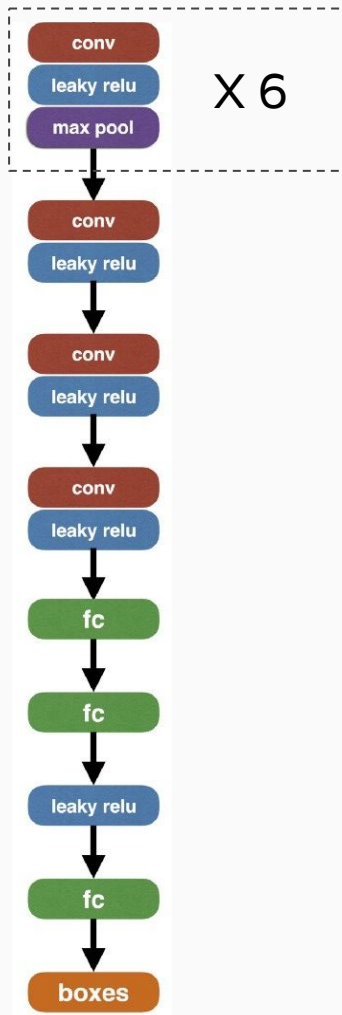 conv
leaky relu
max pool
X 6
conv
leaky relu
conv
leaky relu
conv
leaky relu
fc
fc
leaky relu
fc
boxes